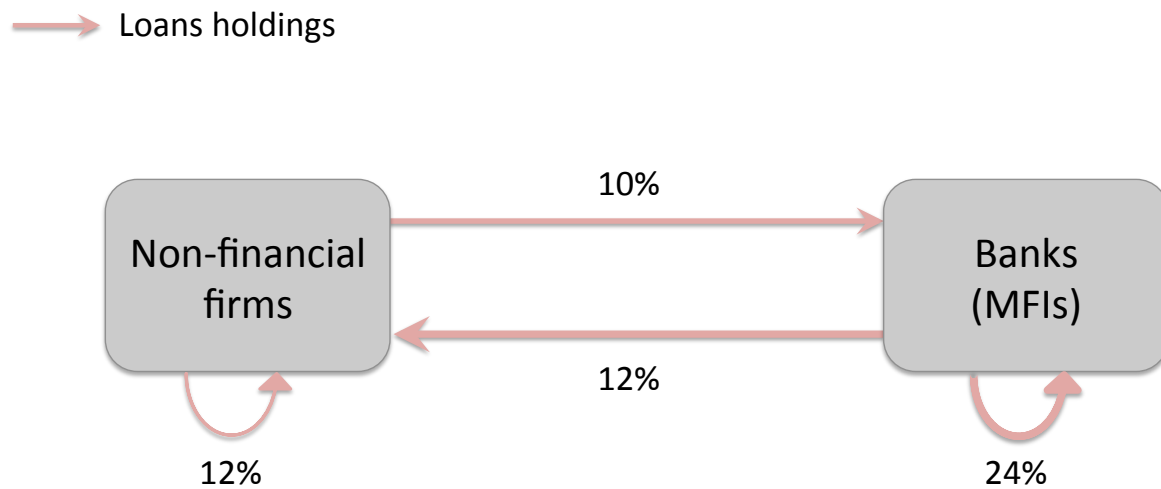 Loans holdings
10%
Non-financial
firms
Banks
(MFIs)
12%
12%
24%